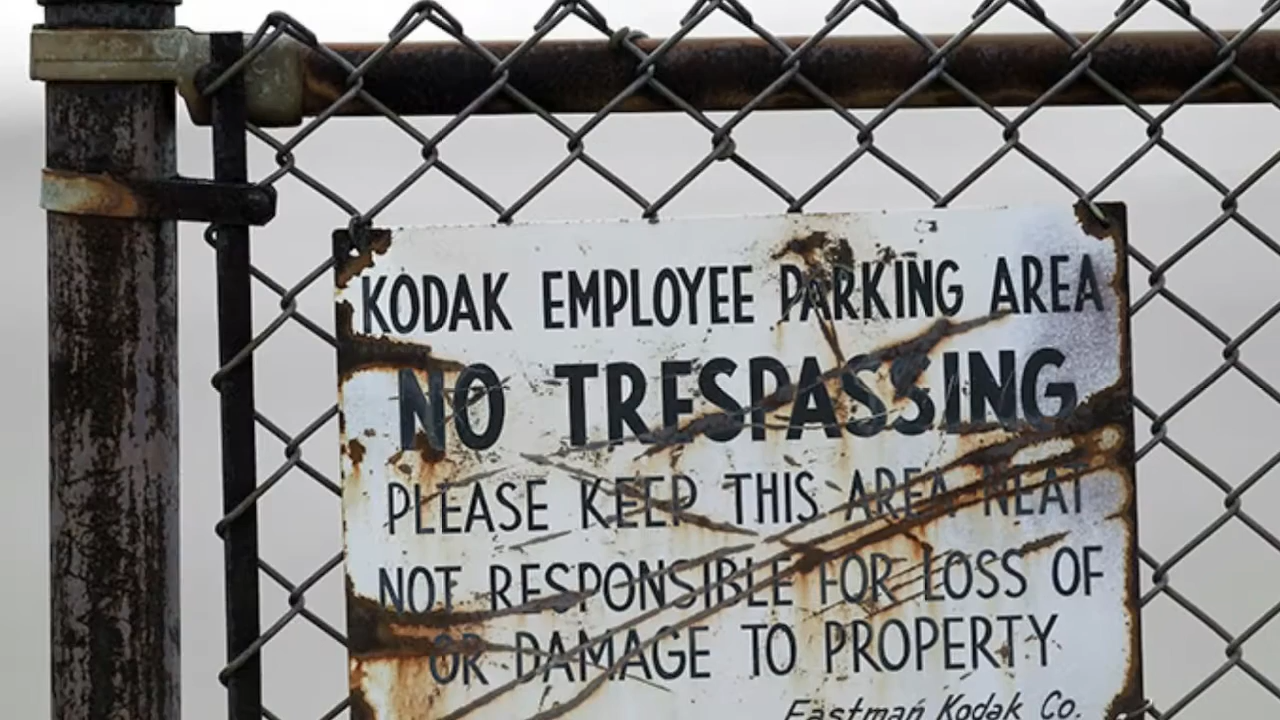 KODAK EMPLOYEE PARKING AREA
NO TRESPASSING
PLEASE KEEP THIS AREA NEAT
NOT RESPONSIBLE FOR LOSS OF
OR DAMAGE TO PROPERTY
Eastman Kodak Co.